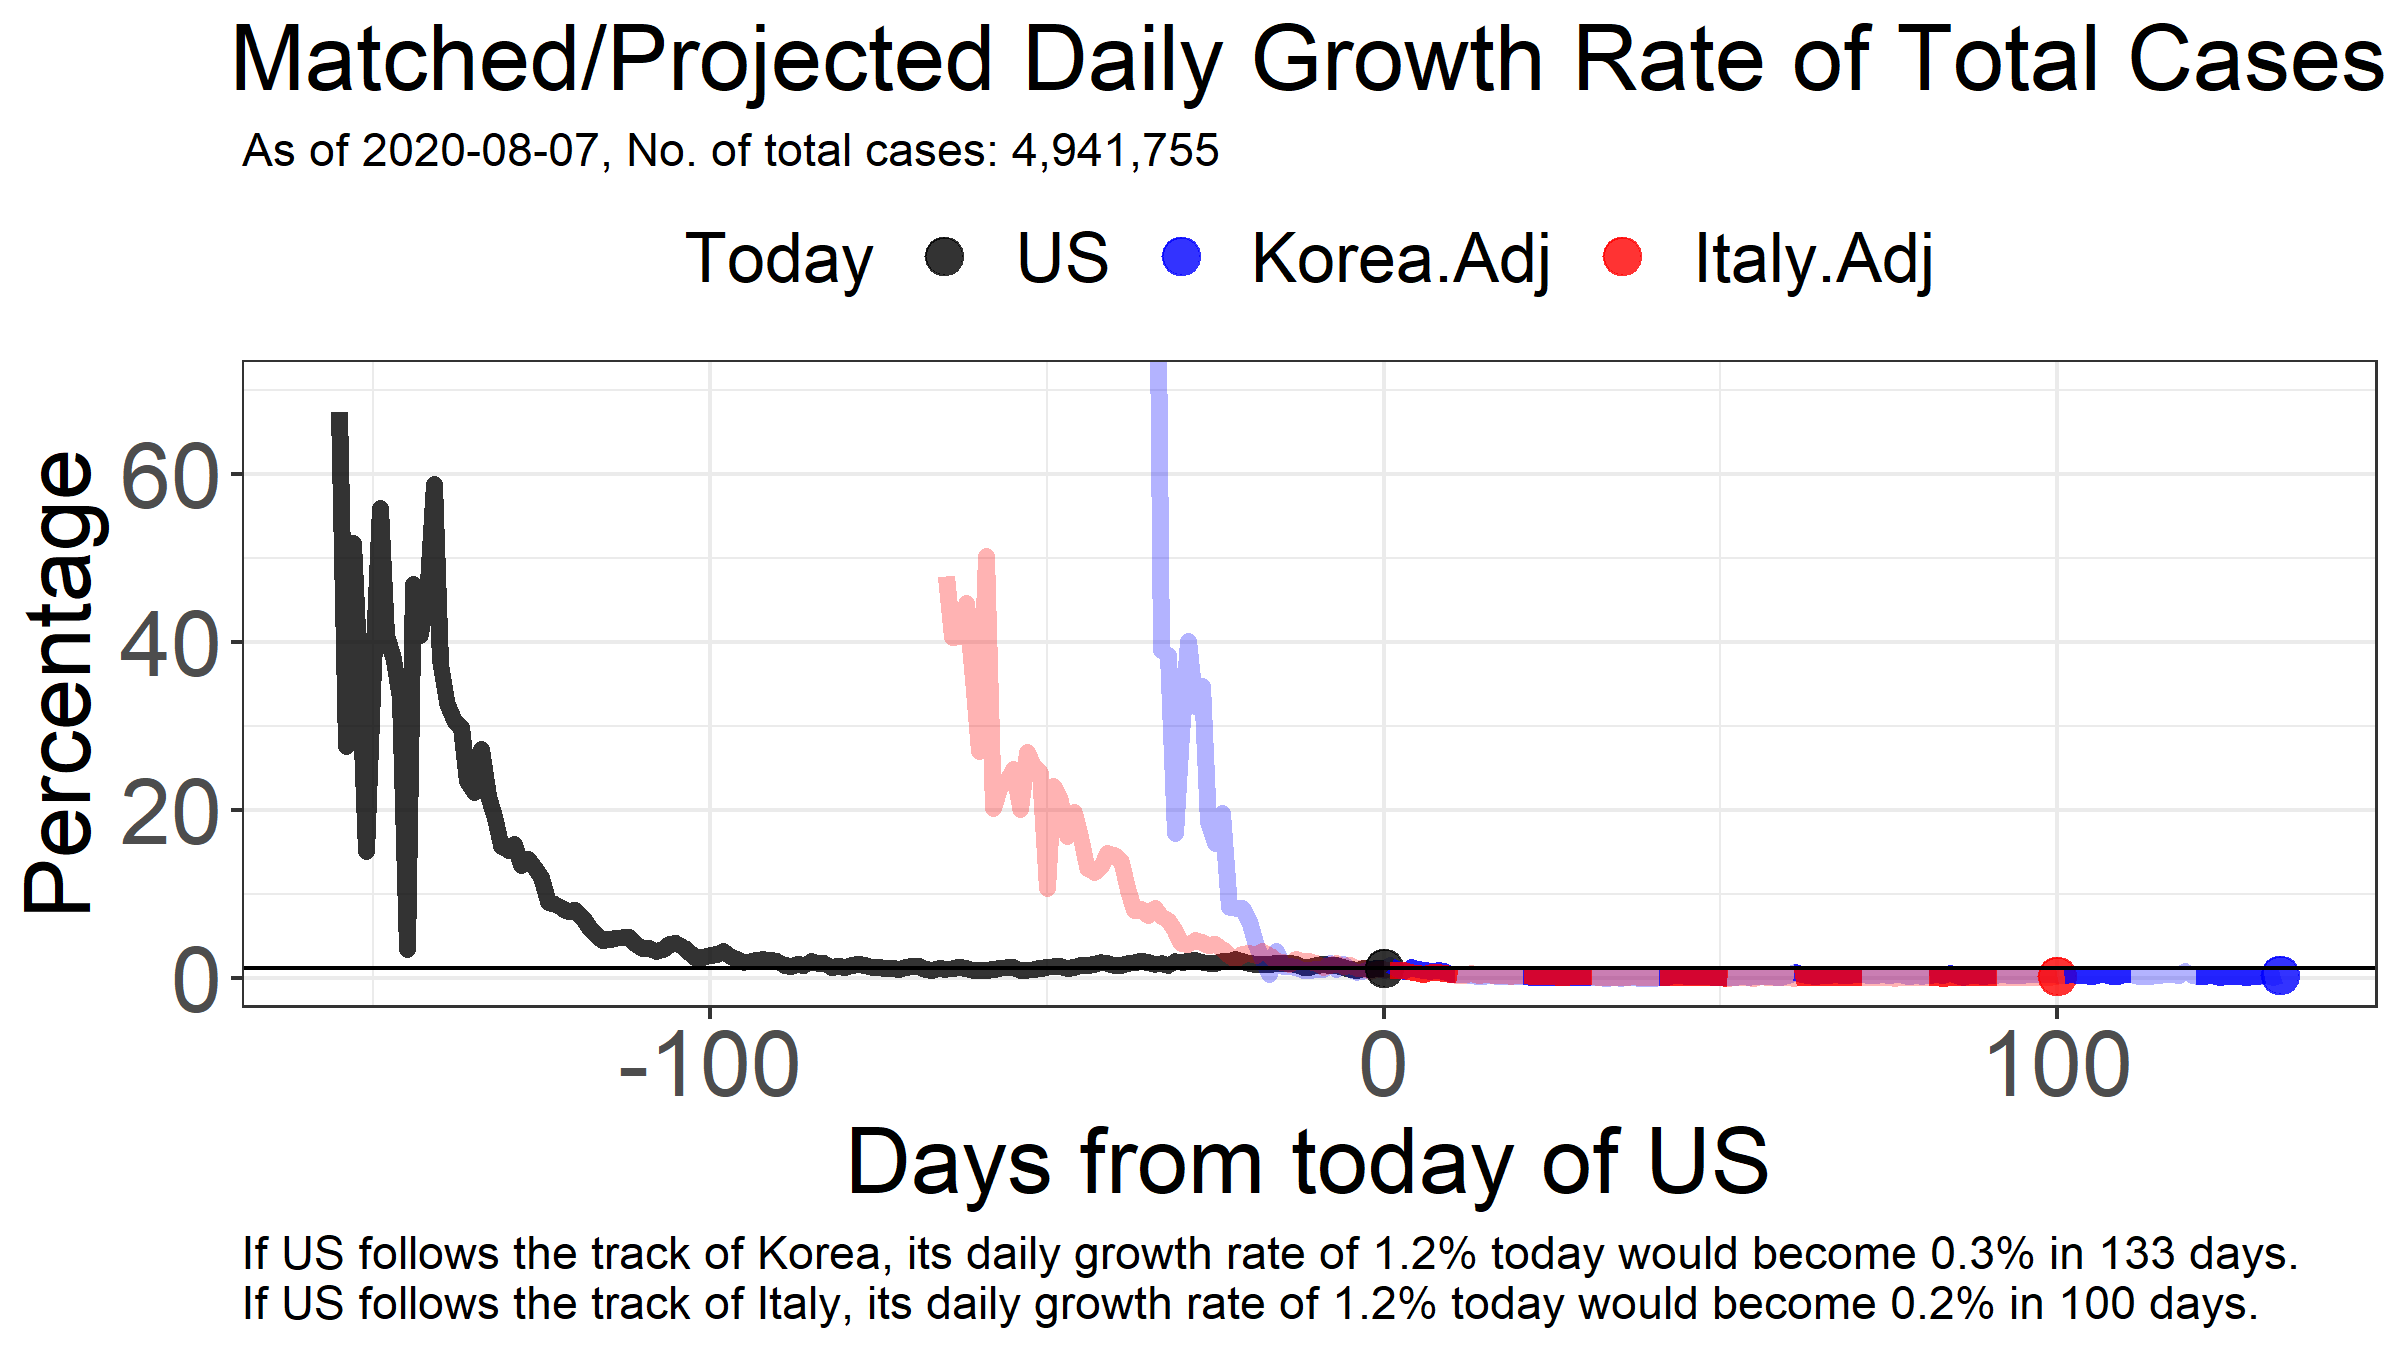 Matched/Projected Daily Growth Rate of Total Cases
As of 2020-08-07, No. of total cases: 4,941,755
Today US Korea.Adj Italy.Adj
Percentage
60
40
20
0
-100 0 100
Days from today of US
If US follows the track of Korea, its daily growth rate of 1.2% today would become 0.3% in 133 days.
If US follows the track of Italy, its daily growth rate of 1.2% today would become 0.2% in 100 days.